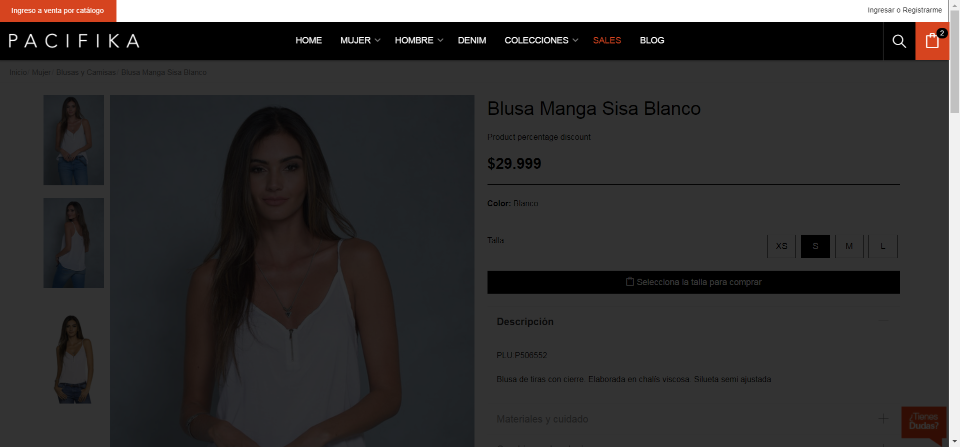 Ingreso a venta por catálogo
Ingresar o Registrarme
PACIFIKA
HOME MUJER HOMBRE DENIM COLECCIONES SALES BLOG
2
Inicio Mujer Blusas y Camisas Blusa Manga Sisa Blanco
Blusa Manga Sisa Blanco
Product percentage discount
$29.999
Color: Blanco
Talla
XS S M L
Selecciona la talla para comprar
Descripción
PLU:P508552
Blusa de tiras con cierre. Elaborada en chalis viscosa. Silueta semi ajustada
Materiales y cuidado
¿Tienes
Dudas?